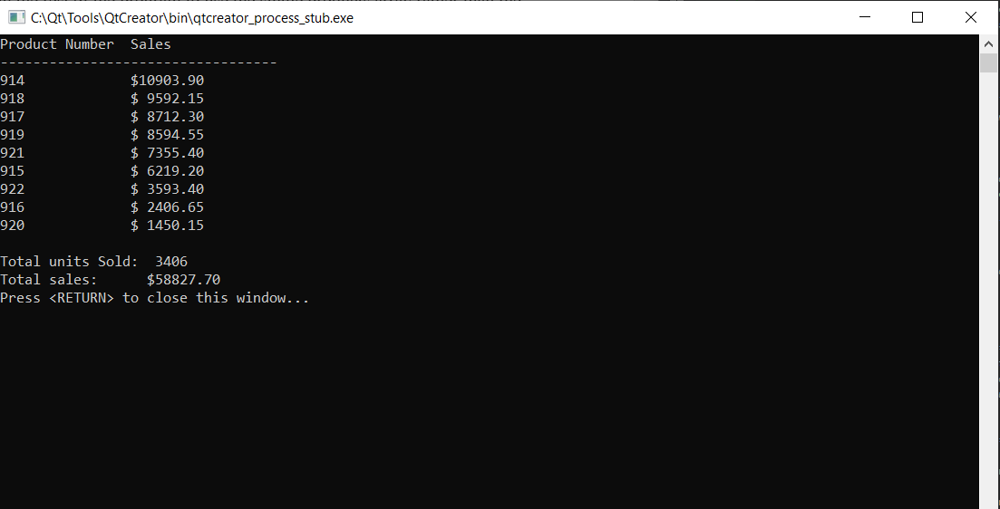 C:\Qt\Tools\QtCreator\bin\qtcreator_process_stub.exe
Product Number  Sales
----------------------------------
914             $10903.90
918             $ 9592.15
917             $ 8712.30
919             $ 8594.55
921             $ 7355.40
915             $ 6219.20
922             $ 3593.40
916             $ 2406.65
920             $ 1450.15

Total units Sold:  3406
Total sales:      $58827.70
Press <RETURN> to close this window...